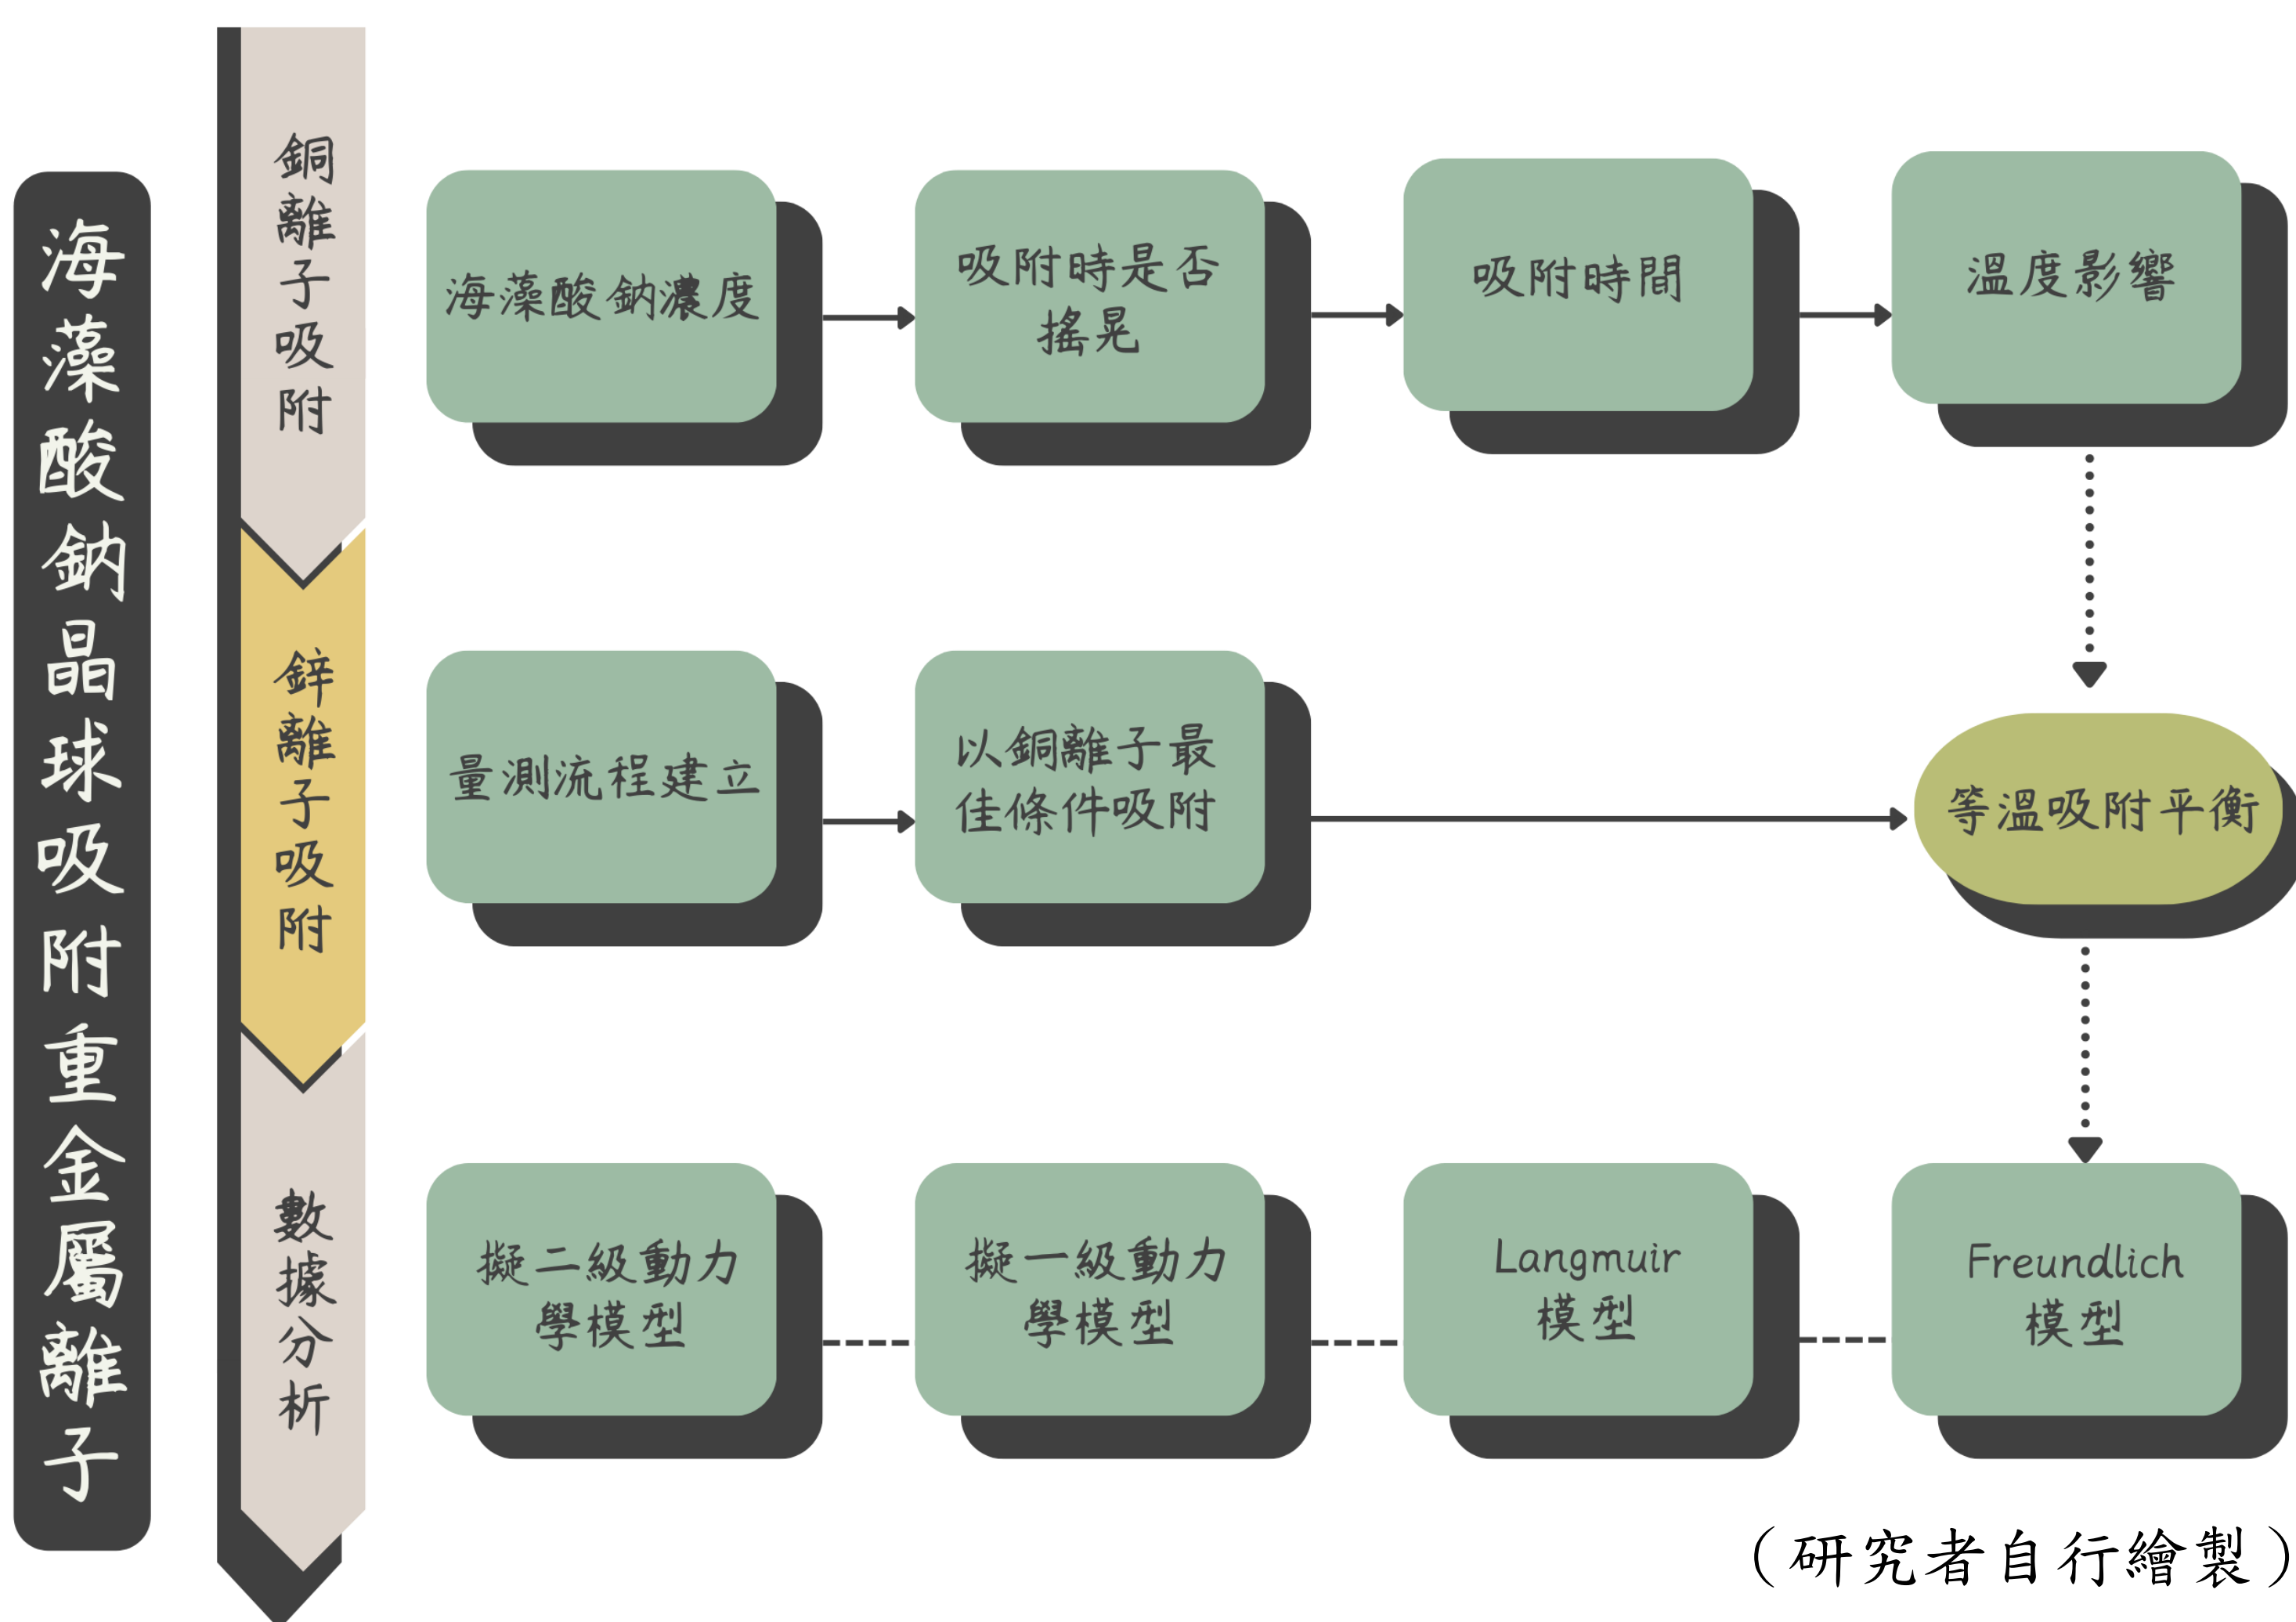 海藻酸鈉晶球吸附重金屬離子
銅離子吸附
海藻酸鈉濃度
吸附時是否
搖晃
吸附時間
溫度影響
鋅離子吸附
量測流程建立
以銅離子最
佳條件吸附
等溫吸附平衡
數據分析
擬二級動力
學模型
擬一級動力
學模型
Langmuir
模型
Freunallich
模型
(研究者自行繪製)